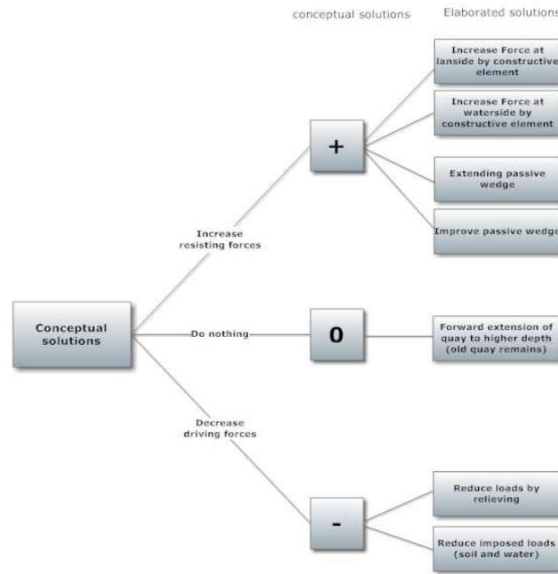 conceptual solutions
Elaborated solutions
Increase Force at
lanside by constructive
element
Increase Force at
waterside by
constructive element
+
Extending passive
wedge
Improve passive wedge
Increase
resisting forces
Conceptual
solutions
Do nothing
0
Forward extension of
quay to higher depth
(old quay remains)
Decrease
driving forces
-
Reduce loads by
relieving
Reduce imposed loads
(soil and water)